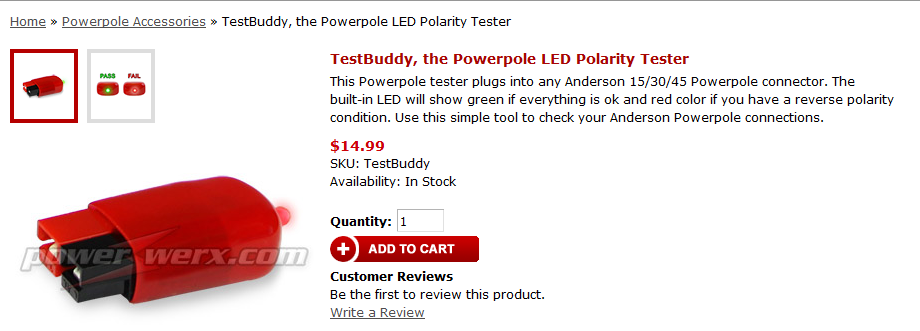 Home » Powerpole Accessories » TestBuddy, the Powerpole LED Polarity Tester
PASS FAIL
TestBuddy, the Powerpole LED Polarity Tester
This Powerpole tester plugs into any Anderson 15/30/45 Powerpole connector. The
built-in LED will show green if everything is ok and red color if you have a reverse polarity
condition. Use this simple tool to check your Anderson Powerpole connections.
$14.99
SKU: TestBuddy
Availability: In Stock
Quantity: 1
ADD TO CART
power-werx.com
Customer Reviews
Be the first to review this product.
Write a Review